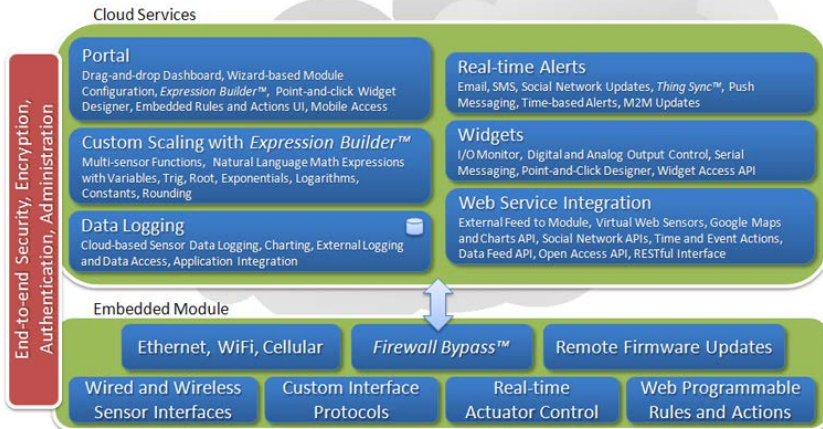 Cloud Services
End-to-end Security, Encryption,
Authentication, Administration
Portal
Drag-and-drop Dashboard, Wizard-based Module
Configuration, Expression Builder™, Point-and-click Widget
Designer, Embedded Rules and Actions UI, Mobile Access
Custom Scaling with Expression Builder™
Multi-sensor Functions, Natural Language Math Expressions
with Variables, Trig, Root, Exponentials, Logarithms,
Constants, Rounding
Data Logging
Cloud-based Sensor Data Logging, Charting, External Logging
and Data Access, Application Integration
Real-time Alerts
Email, SMS, Social Network Updates, Thing Sync™, Push
Messaging, Time-based Alerts, M2M Updates
Widgets
I/O Monitor, Digital and Analog Output Control, Serial
Messaging, Point-and-Click Designer, Widget Access API
Web Service Integration
External Feed to Module, Virtual Web Sensors, Google Maps
and Charts API, Social Network APIs, Time and Event Actions,
Data Feed API, Open Access API, RESTful Interface
Embedded Module
Ethernet, WiFi, Cellular
Firewall Bypass™
Remote Firmware Updates
Wired and Wireless
Sensor Interfaces
Custom Interface
Protocols
Real-time
Actuator Control
Web Programmable
Rules and Actions